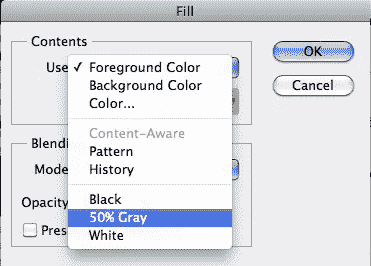 Fill
Contents
Use
✓ Foreground Color
Background Color
Color...
Content-Aware
Pattern
History
Black
50% Gray
White
OK
Cancel
Blendin
Mode
Opacity
Pres